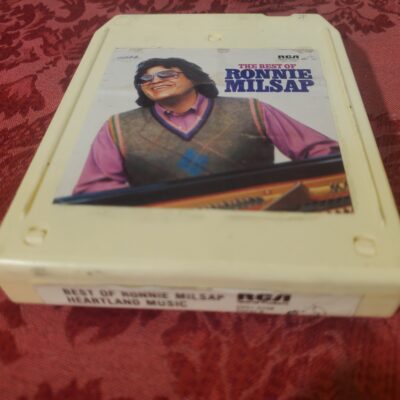 RCA
THE BEST OF
RONNIE
MILSAP
BEST OF RONNIE MILSAP
HEARTLAND MUSIC
RCA